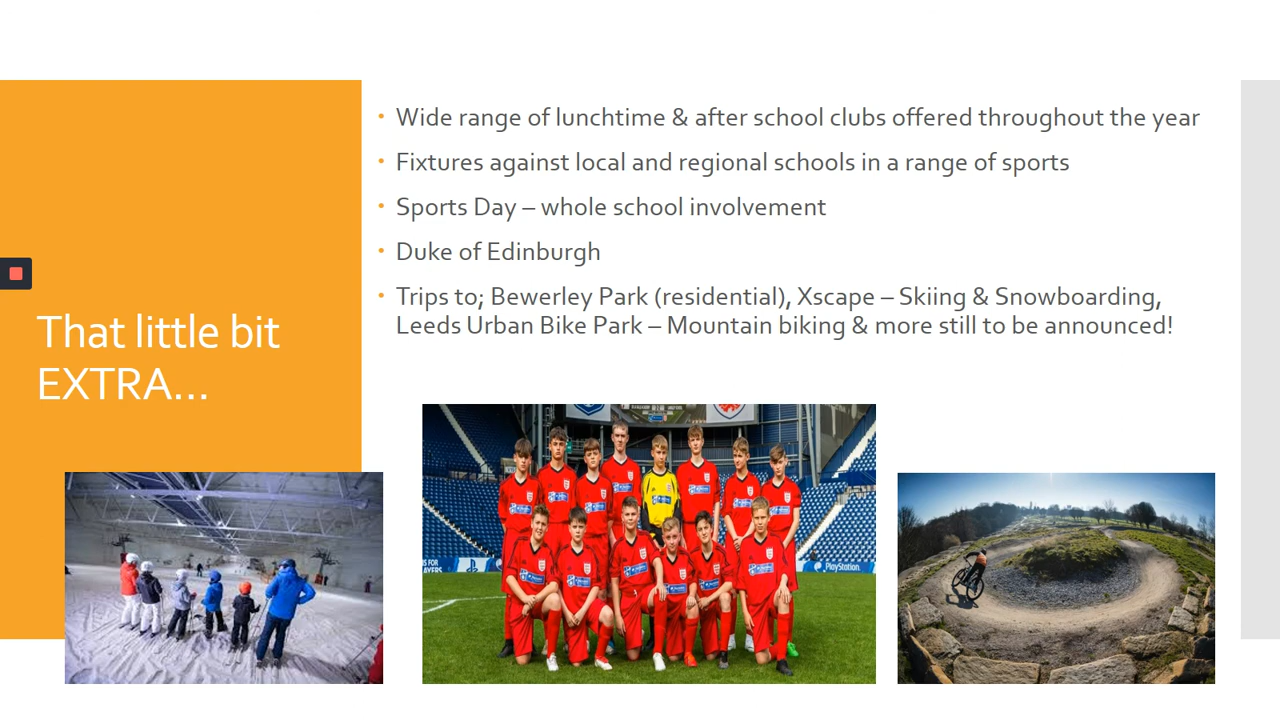 • Wide range of lunchtime & after school clubs offered throughout the year
• Fixtures against local and regional schools in a range of sports
• Sports Day – whole school involvement
• Duke of Edinburgh
• Trips to; Bewerley Park (residential), Xscape – Skiing & Snowboarding,
Leeds Urban Bike Park – Mountain biking & more still to be announced!
That little bit
EXTRA...
PlayStation.